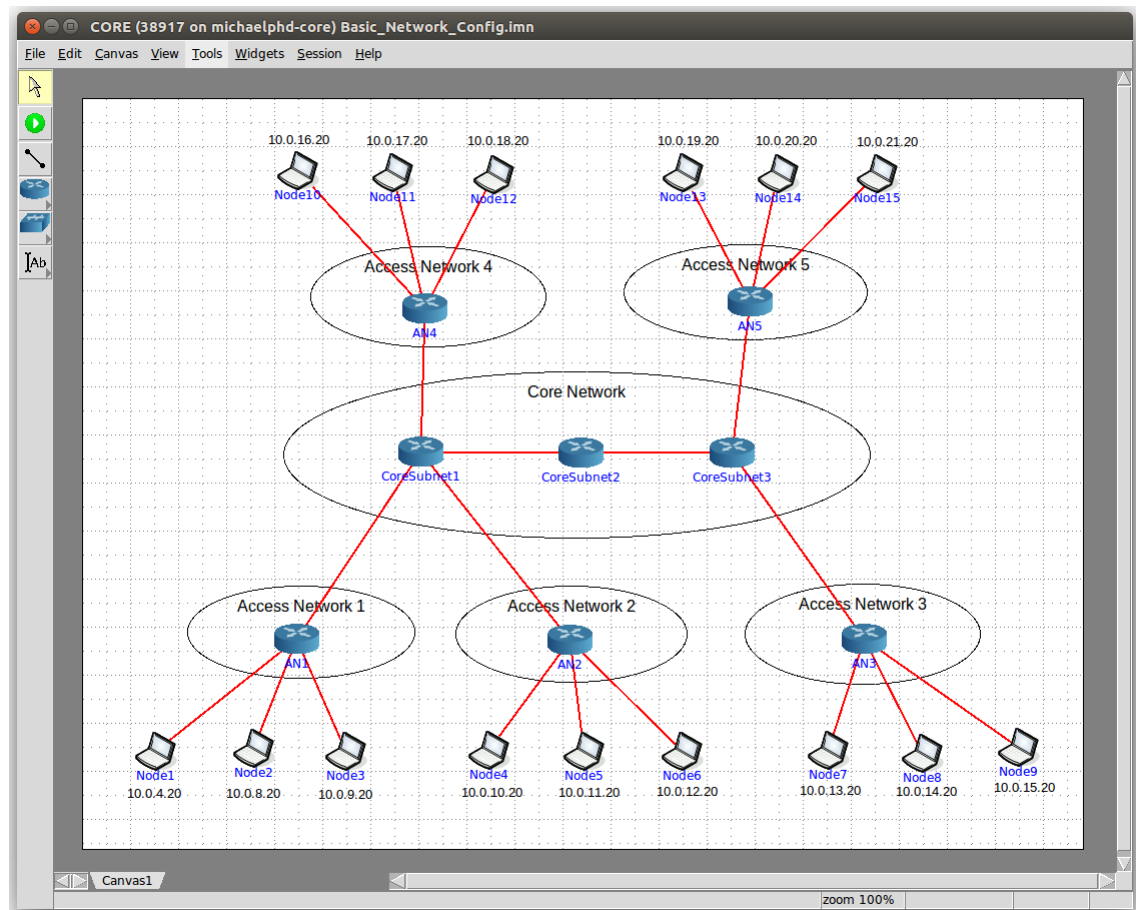 CORE (38917 on michaelphd-core) Basic_Network_Config.imn
File Edit Canvas View Tools Widgets Session Help
Ab
10.0.16.20 10.0.17.20 10.0.18.20 10.0.19.20 10.0.20.20 10.0.21.20
Node10 Node11 Node12 Node13 Node14 Node15
Access Network 4 Access Network 5
AN4 AN5
Core Network
CoreSubnet1 CoreSubnet2 CoreSubnet3
Access Network 1 Access Network 2 Access Network 3
AN1 AN2 AN3
Node1 Node2 Node3 Node4 Node5 Node6 Node7 Node8 Node9
10.0.4.20 10.0.8.20 10.0.9.20 10.0.10.20 10.0.11.20 10.0.12.20 10.0.13.20 10.0.14.20 10.0.15.20
Canvas1
zoom 100%